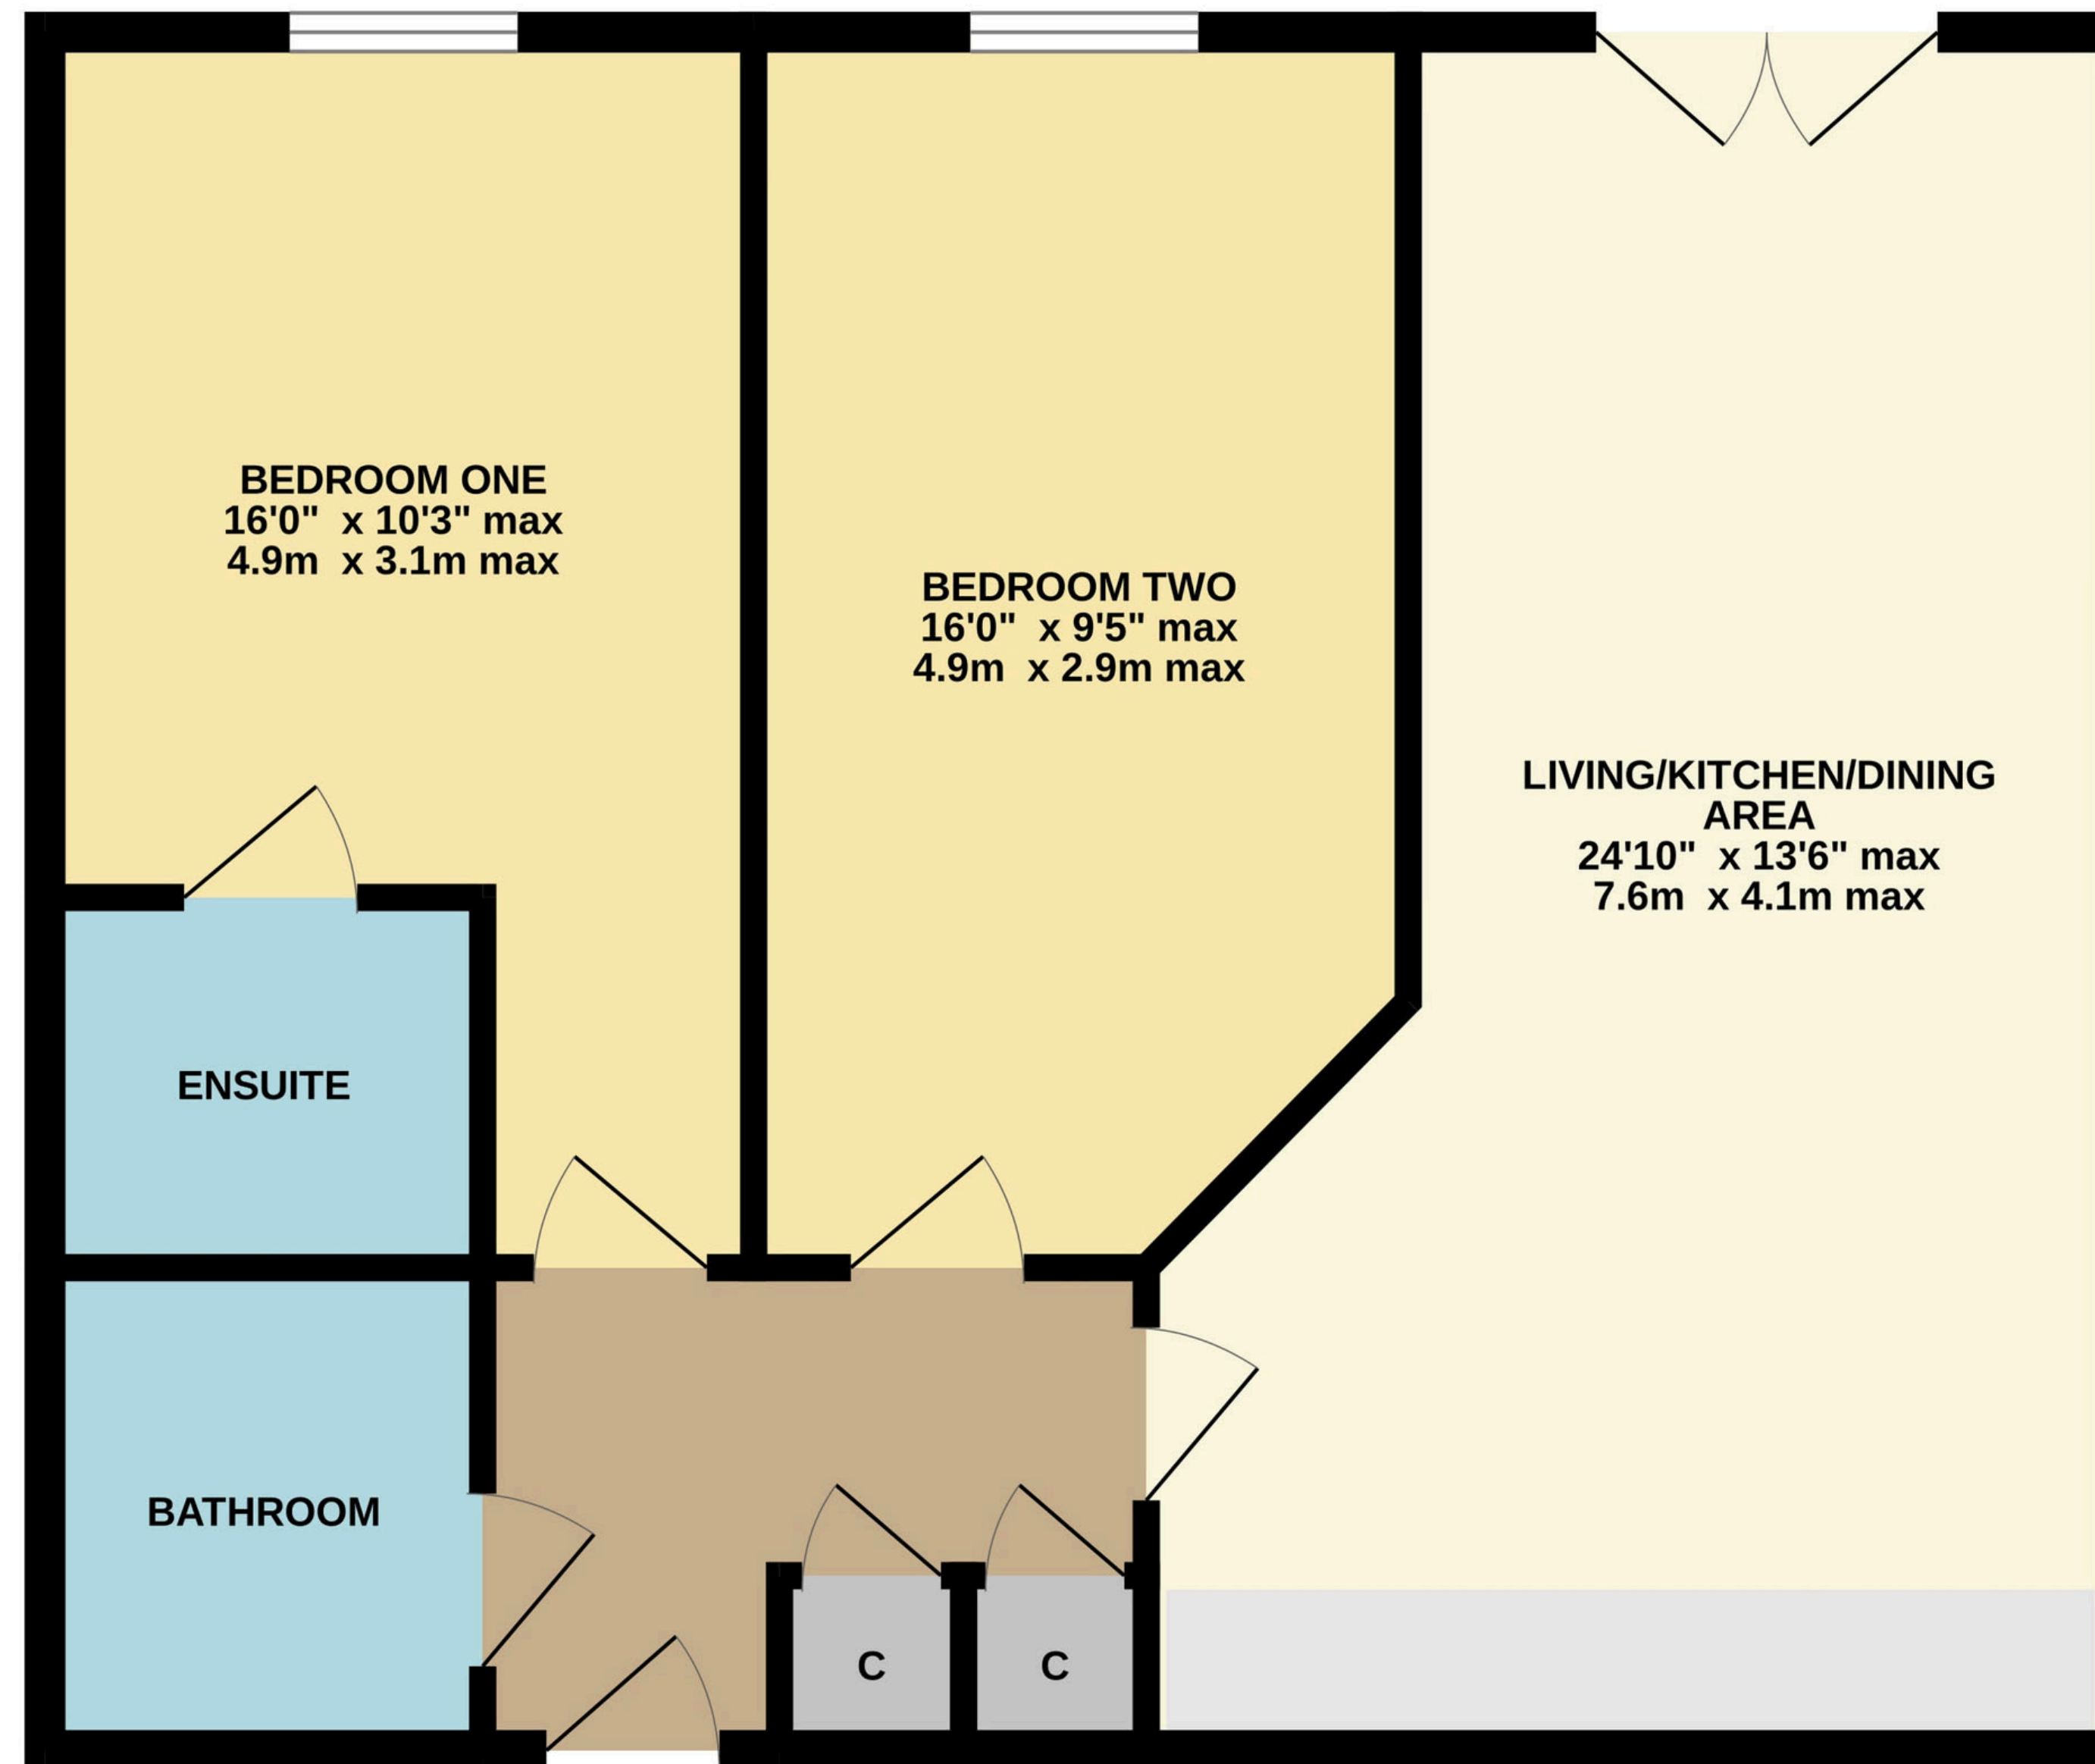 BEDROOM ONE
16'0"  x 10'3" max
4.9m  x 3.1m max
BEDROOM TWO
16'0"  x 9'5" max
4.9m  x 2.9m max
LIVING/KITCHEN/DINING
AREA
24'10"  x 13'6" max
7.6m  x 4.1m max
ENSUITE
BATHROOM
C
C